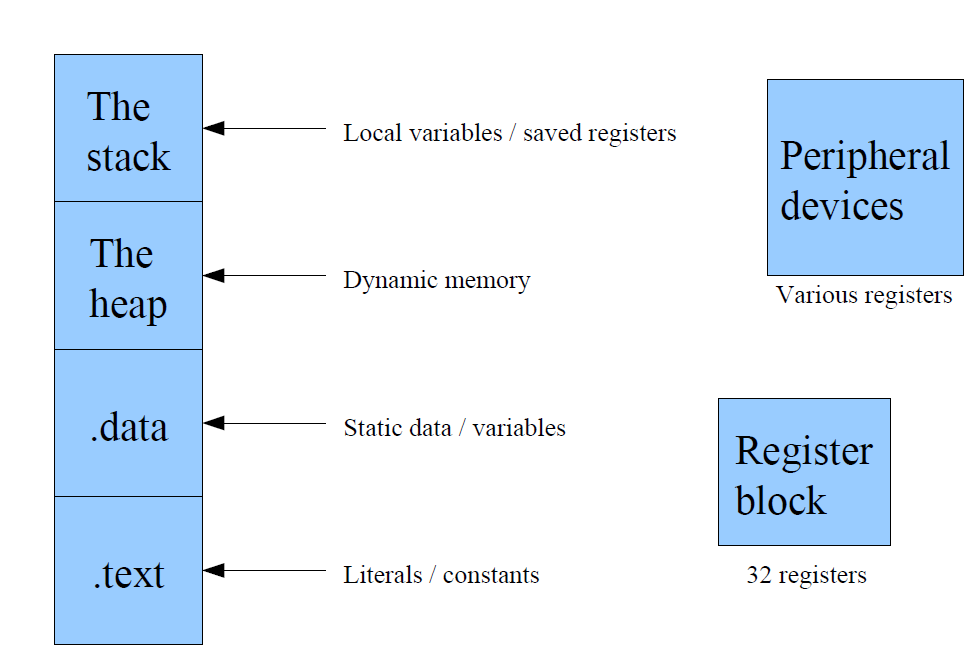 The
stack
Local variables / saved registers
The
heap
Dynamic memory
.data
Static data / variables
.text
Literals / constants
Peripheral
devices
Various registers
Register
block
32 registers